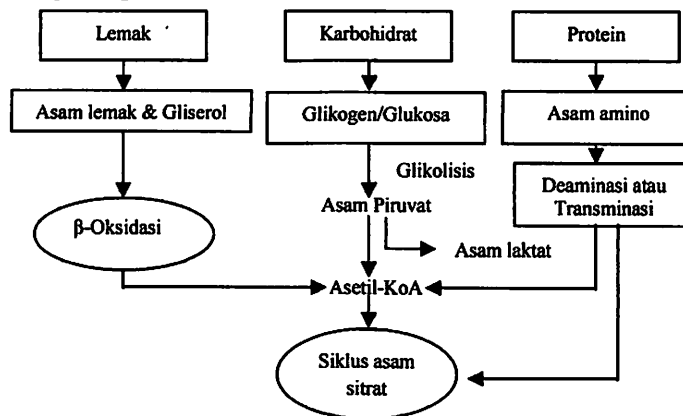 Lemak
Karbohidrat
Protein
Asam lemak & Gliserol
Glikogen/Glukosa
Asam amino
Glikolisis
Deaminasi atau
Transminasi
β-Oksidasi
Asam Piruvat
Asam laktat
Asetil-KoA
Siklus asam
sitrat